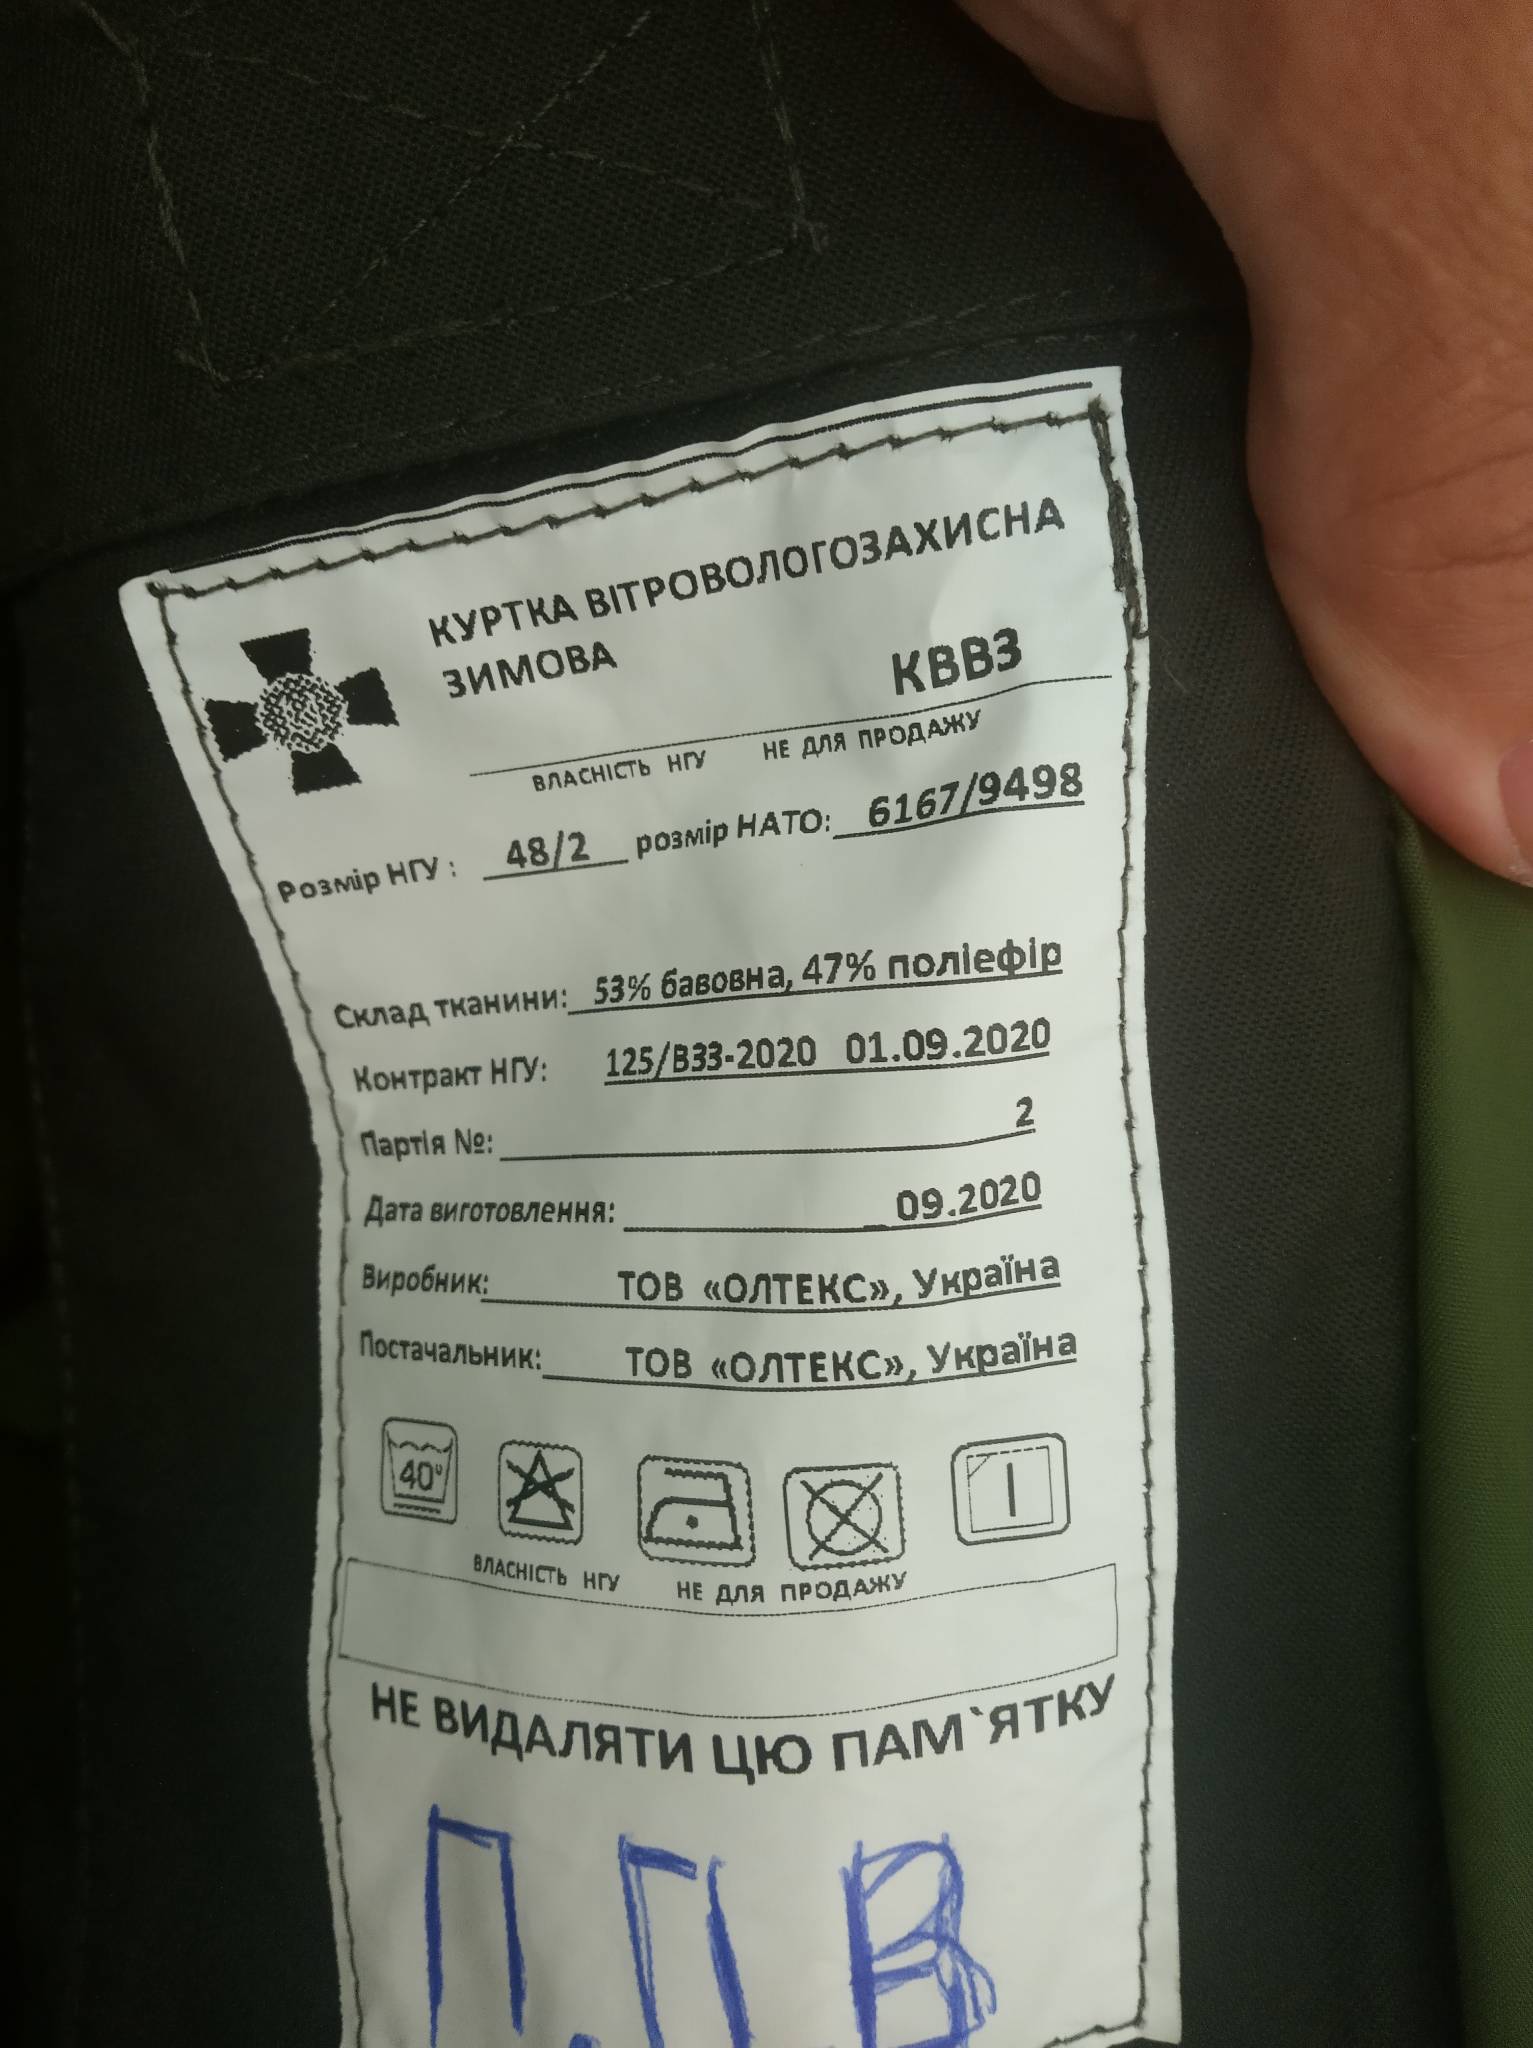 КУРТКА ВІТРОВОЛОГОЗАХИСНА
ЗИМОВА
КВВЗ
ВЛАСНІСТЬ НГУ НЕ ДЛЯ ПРОДАЖУ
Розмір НГУ : 48/2 розмір НАТО: 6167/9498
Склад тканини: 53% бавовна, 47% поліефір
Контракт НГУ: 125/ВЗЗ-2020 01.09.2020
Партія №: 2
Дата виготовлення: 09.2020
Виробник: ТОВ «ОЛТЕКС», Україна
Постачальник: ТОВ «ОЛТЕКС», Україна
40°
ВЛАСНІСТЬ НГУ НЕ ДЛЯ ПРОДАЖУ
НЕ ВИДАЛЯТИ ЦЮ ПАМ`ЯТКУ
П.П В